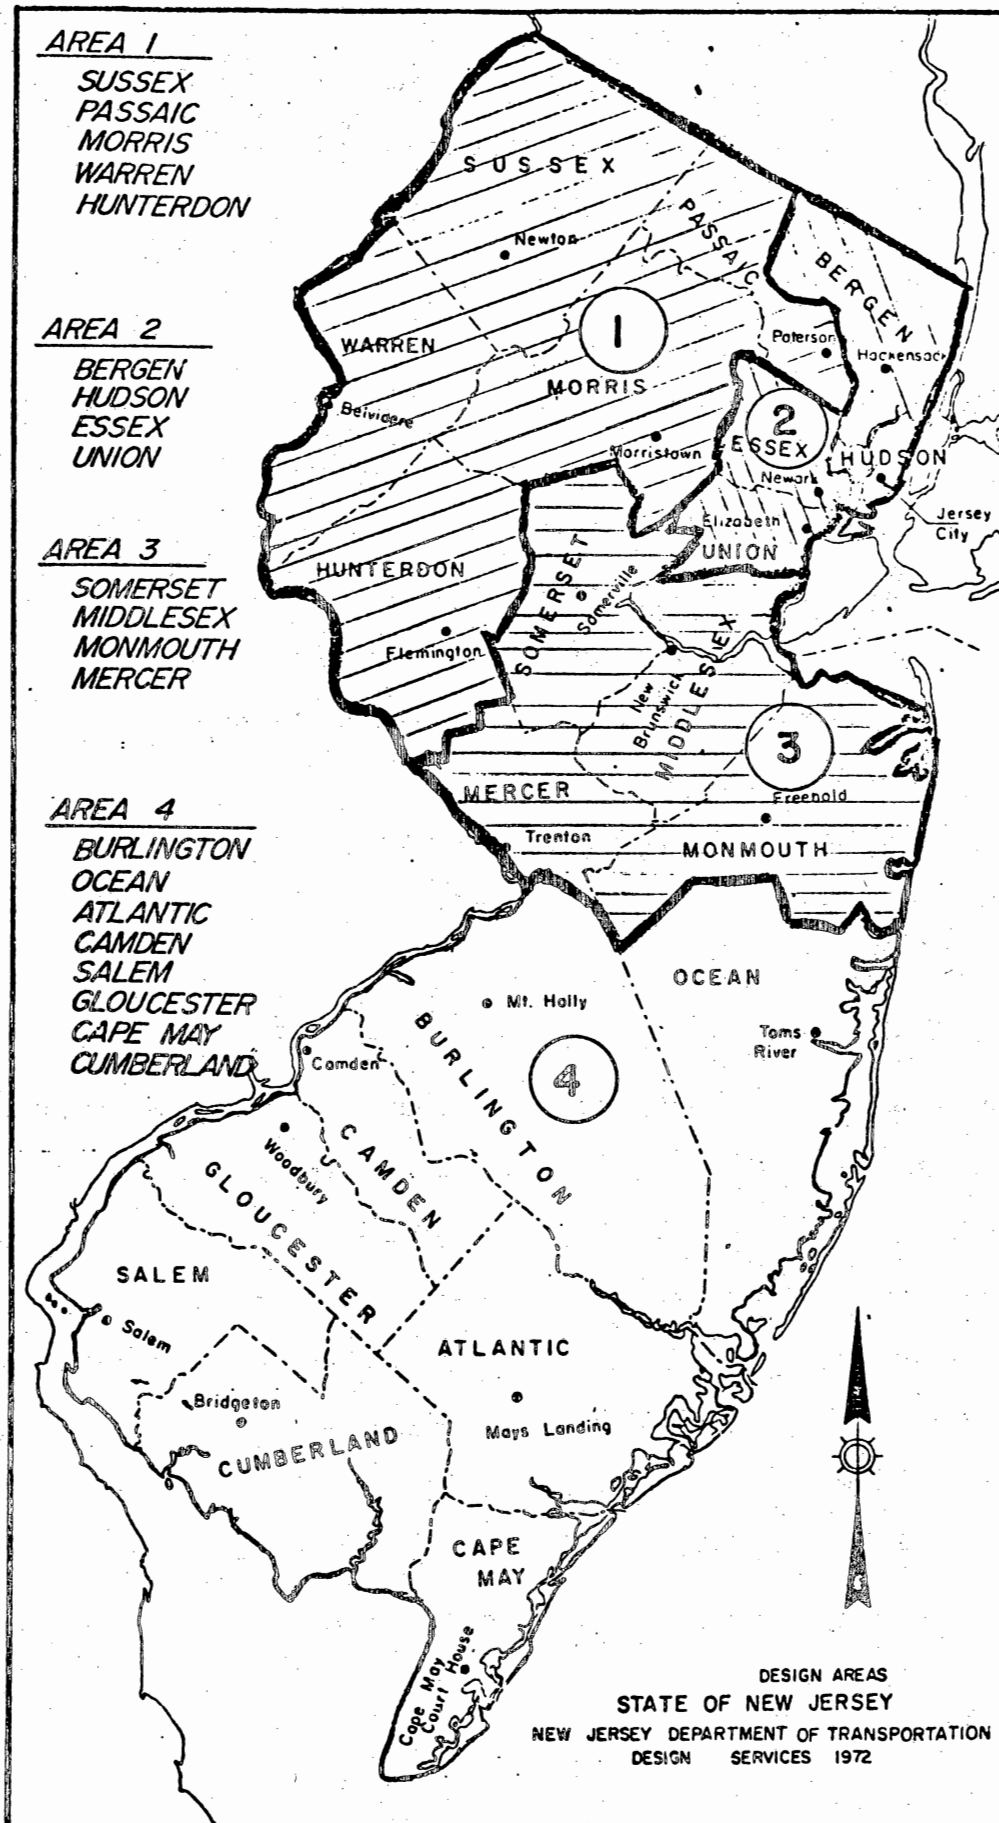 AREA 1
SUSSEX
PASSAIC
MORRIS
WARREN
HUNTERDON
AREA 2
BERGEN
HUDSON
ESSEX
UNION
AREA 3
SOMERSET
MIDDLESEX
MONMOUTH
MERCER
AREA 4
BURLINGTON
OCEAN
ATLANTIC
CAMDEN
SALEM
GLOUCESTER
CAPE MAY
CUMBERLAND
SUSSEX
Newton
PASSAIC
BERGEN
1
WARREN
Paterson
Hackensack
MORRIS
Belvidere
2
ESSEX
Morristown
HUDSON
Newark
Jersey
City
Elizabeth
UNION
HUNTERDON
SOMERSET
Somerville
Flemington
New
Brunswick
MIDDLESEX
3
MERCER
Freehold
Trenton
MONMOUTH
OCEAN
Mt. Holly
BURLINGTON
Toms
River
Camden
4
CAMDEN
Woodbury
GLOUCESTER
SALEM
Salem
ATLANTIC
Bridgeton
Mays Landing
CUMBERLAND
CAPE
MAY
Cape May
Court House
DESIGN AREAS
STATE OF NEW JERSEY
NEW JERSEY DEPARTMENT OF TRANSPORTATION
DESIGN SERVICES 1972